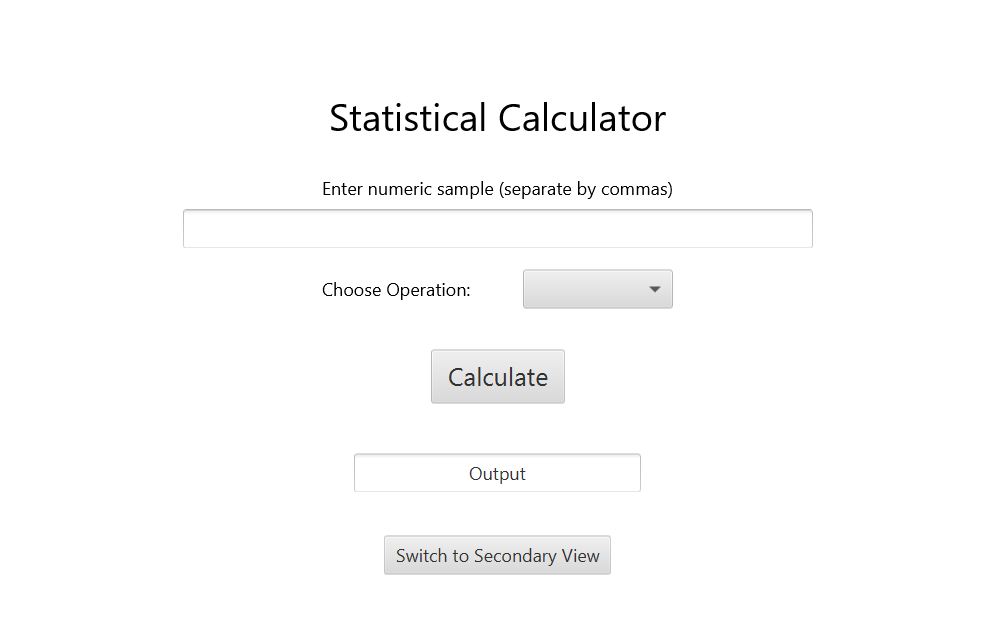 Statistical Calculator
Enter numeric sample (separate by commas)
Choose Operation:
Calculate
Output
Switch to Secondary View